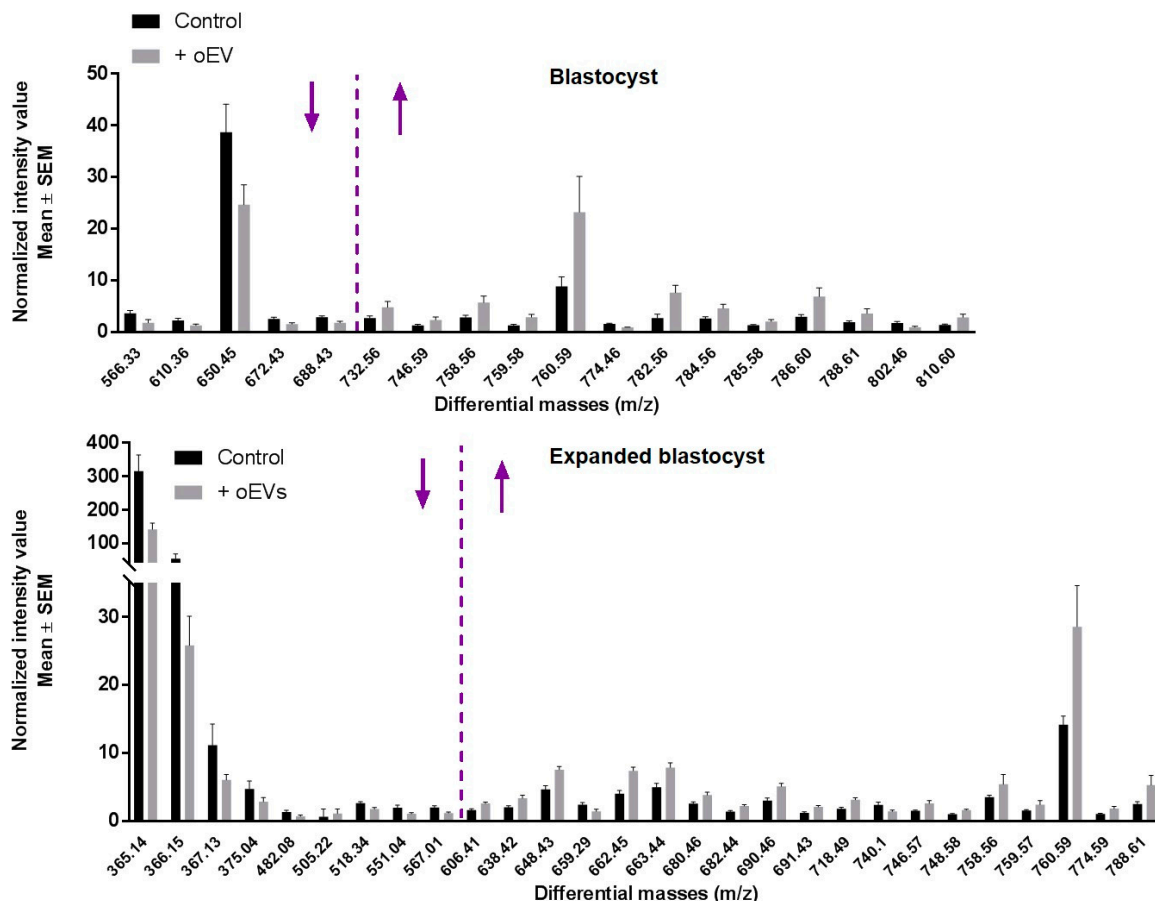 Control
+ oEV
Blastocyst
Normalized intensity value
Mean ± SEM
50
40
30
20
10
0
566.33 610.36 650.45 672.43 688.43 732.56 746.59 758.56 759.58 760.59 774.46 782.56 784.56 785.58 786.60 788.61 802.46 810.60
Differential masses (m/z)
Control
+ oEVs
Expanded blastocyst
Normalized intensity value
Mean ± SEM
400
300
200
100
30
20
10
0
365.14 366.15 367.13 375.04 482.08 505.22 518.34 551.04 567.01 606.41 638.42 648.43 659.29 662.45 663.44 680.46 682.44 690.46 691.43 718.49 740.1 746.57 748.58 758.56 759.57 760.59 774.59 788.61
Differential masses (m/z)